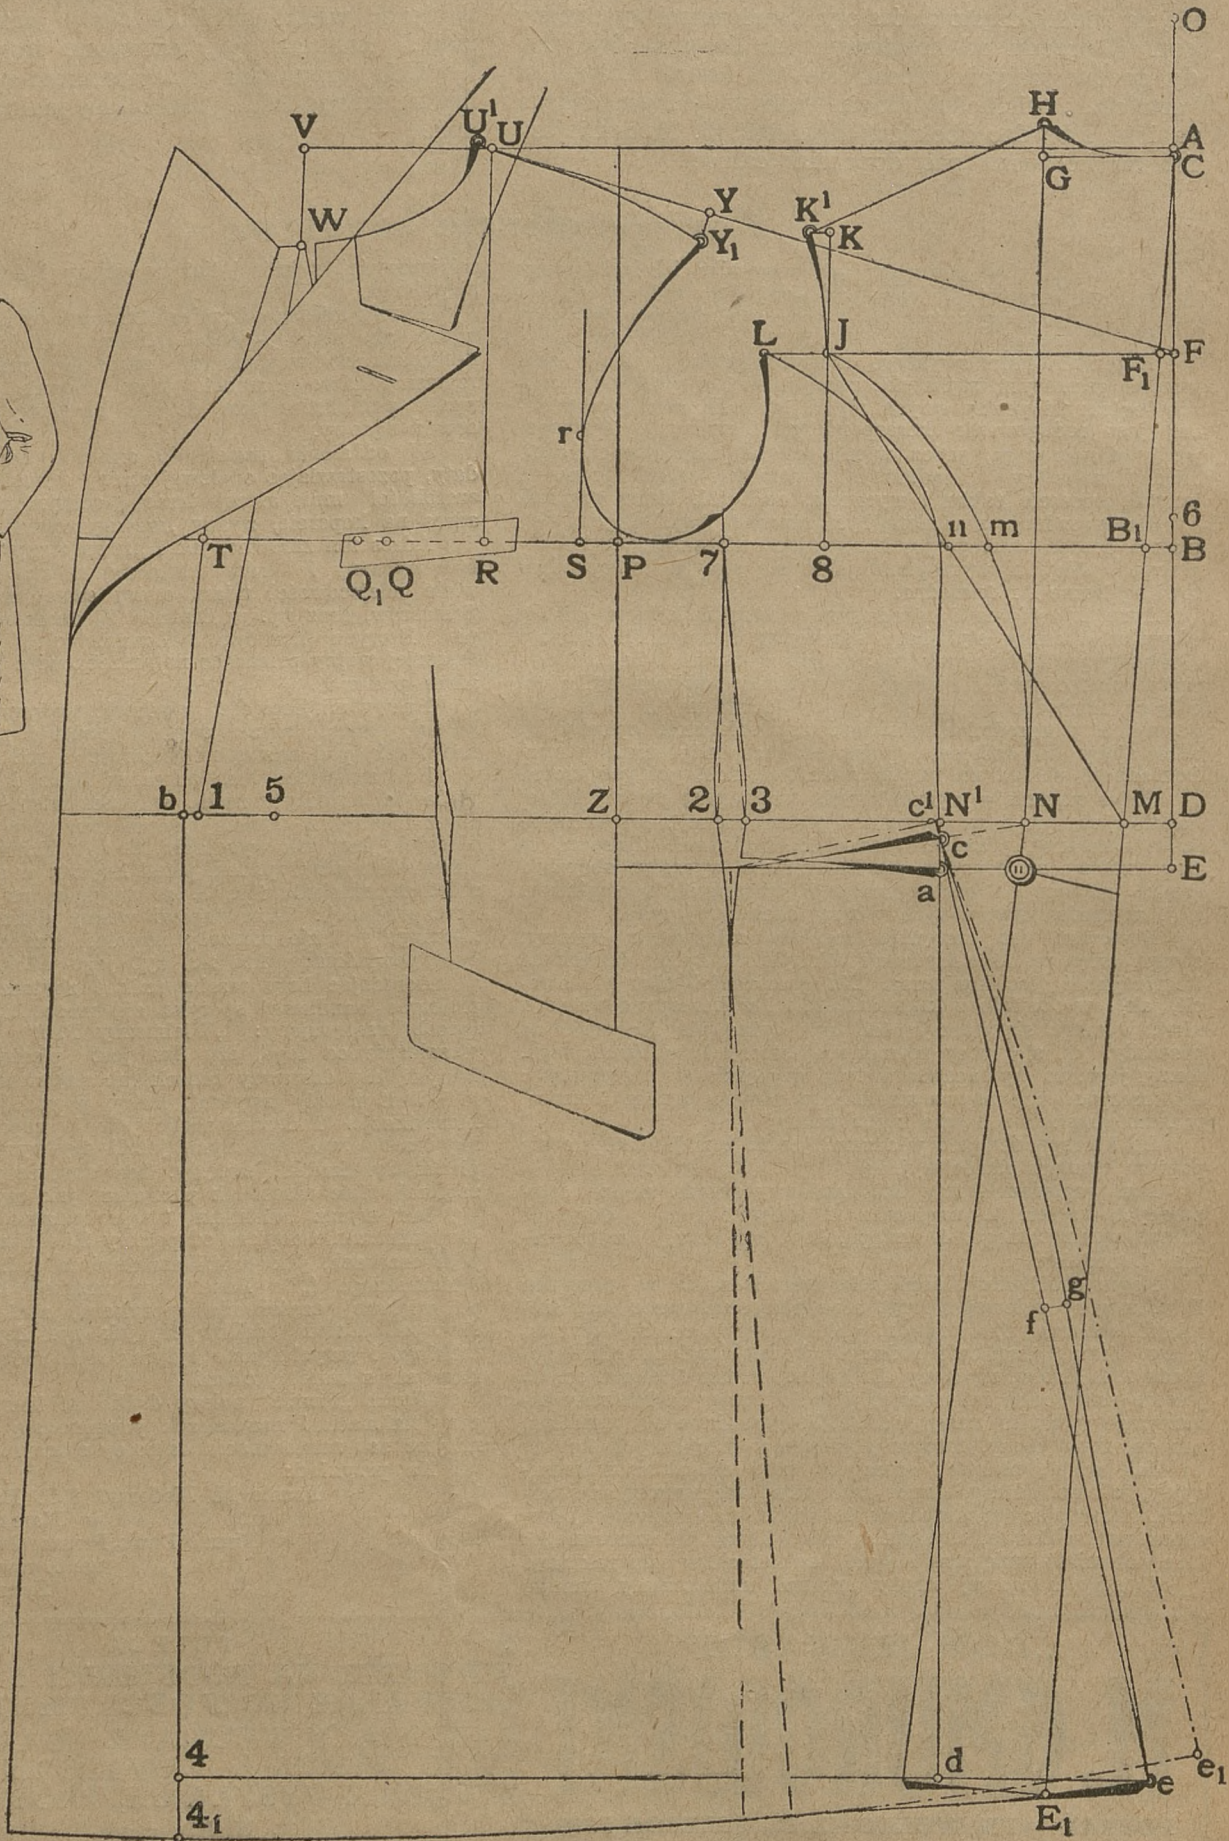 O
H
V U¹ U A
G C
W Y K¹ K
Y₁
L J F₁ F
r
6
T Q₁ Q R S P 7 8 n m B₁ B
b 1 5 Z 2 3 c¹ N¹ N M D
c
a E
g
f
4 d e₁
e
4₁ E₁